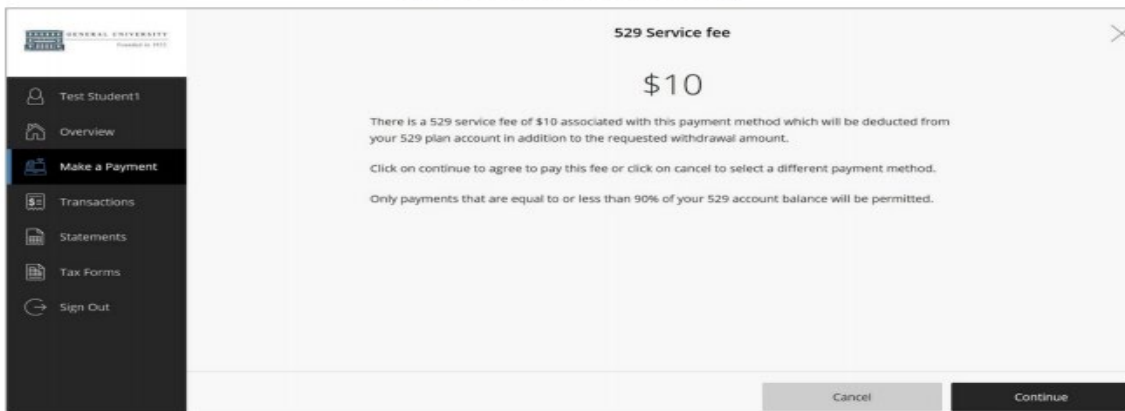 GENERAL UNIVERSITY
529 Service fee
Test Student1
Overview
Make a Payment
Transactions
Statements
Tax Forms
Sign Out
$10
There is a 529 service fee of $10 associated with this payment method which will be deducted from
your 529 plan account in addition to the requested withdrawal amount.
Click on continue to agree to pay this fee or click on cancel to select a different payment method.
Only payments that are equal to or less than 90% of your 529 account balance will be permitted.
Cancel
Continue